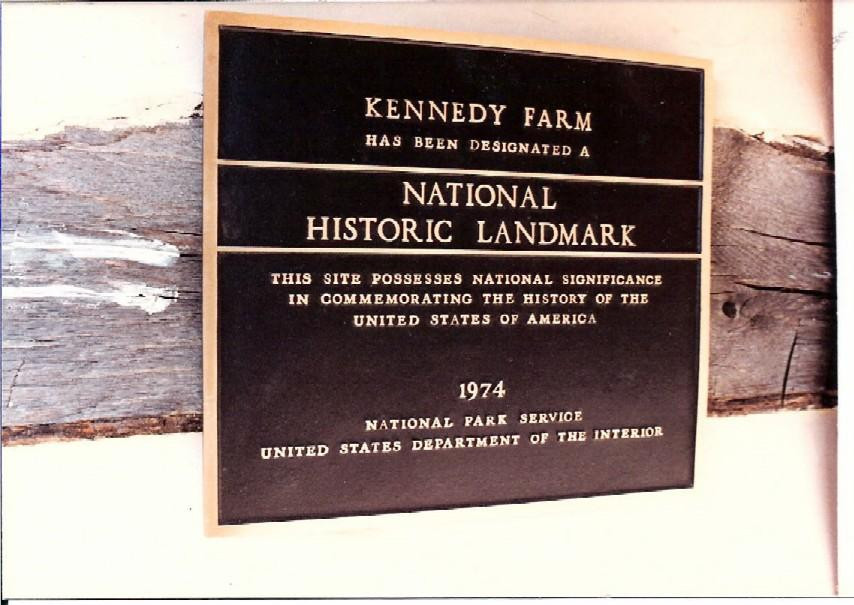 KENNEDY FARM
HAS BEEN DESIGNATED A
NATIONAL
HISTORIC LANDMARK
THIS SITE POSSESSES NATIONAL SIGNIFICANCE
IN COMMEMORATING THE HISTORY OF THE
UNITED STATES OF AMERICA
1974
NATIONAL PARK SERVICE
UNITED STATES DEPARTMENT OF THE INTERIOR